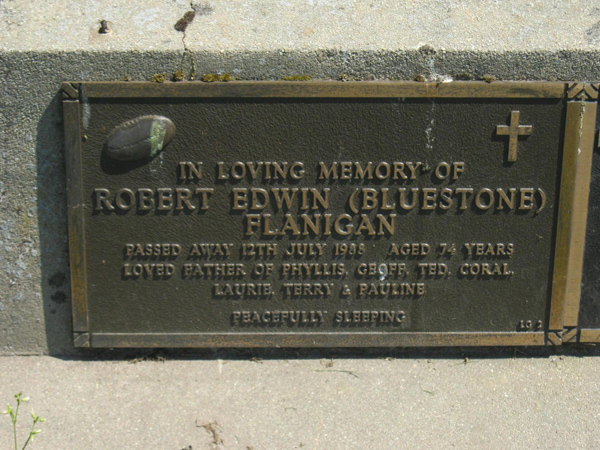 IN LOVING MEMORY OF
ROBERT EDWIN (BLUESTONE)
FLANIGAN
PASSED AWAY 12TH JULY 1988 AGED 74 YEARS
LOVED FATHER OF PHYLLIS, GEOFF, TED, CORAL,
LAURIE, TERRY & PAULINE
PEACEFULLY SLEEPING
LG 2